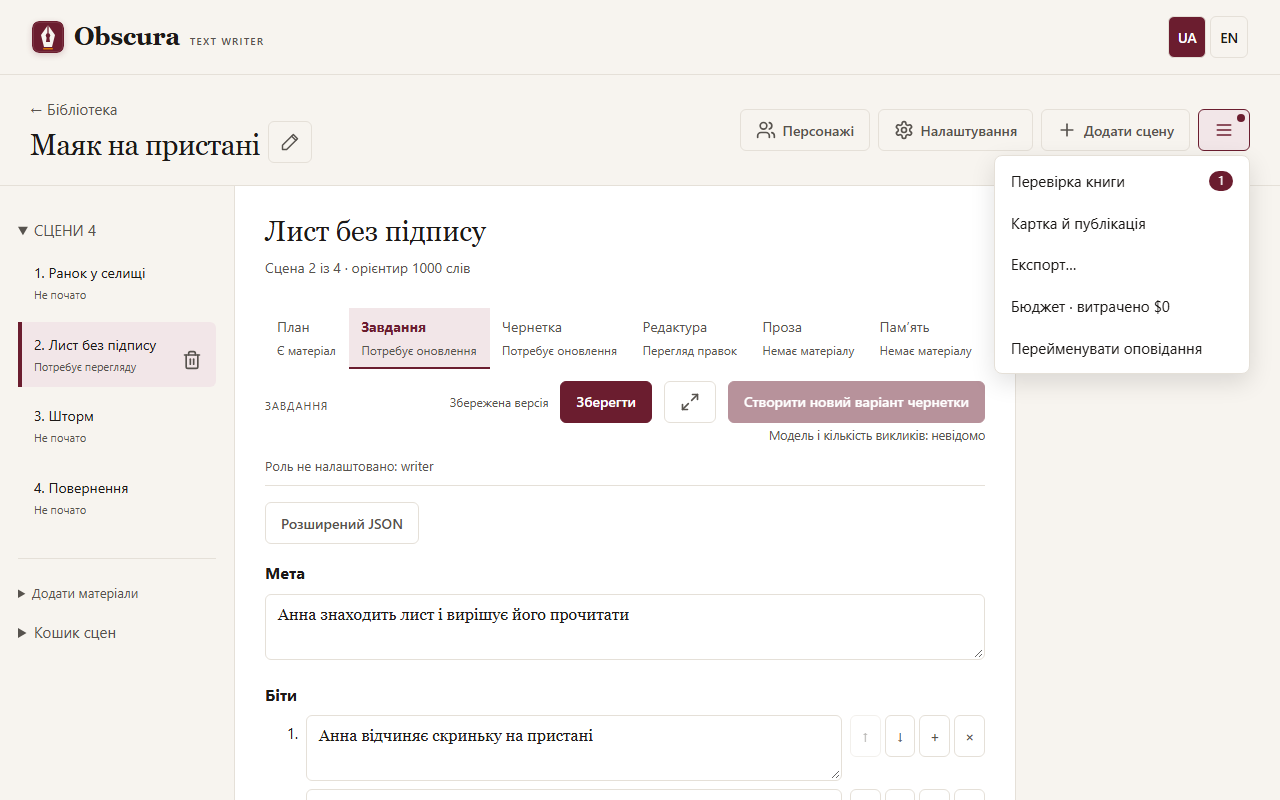 Obscura TEXT WRITER
UA EN
← Бібліотека
Маяк на пристані
Персонажі
Налаштування
Додати сцену
Перевірка книги 1
Картка й публікація
Експорт...
Бюджет · витрачено $0
Перейменувати оповідання
СЦЕНИ 4
1. Ранок у селищі
Не почато
2. Лист без підпису
Потребує перегляду
3. Шторм
Не почато
4. Повернення
Не почато
Додати матеріали
Кошик сцен
Лист без підпису
Сцена 2 із 4 · орієнтир 1000 слів
План Завдання Чернетка Редактура Проза Пам’ять
Є матеріал Потребує оновлення Потребує оновлення Перегляд правок Немає матеріалу Немає матеріалу
ЗАВДАННЯ Збережена версія Зберегти Створити новий варіант чернетки
Модель і кількість викликів: невідомо
Роль не налаштовано: writer
Розширений JSON
Мета
Анна знаходить лист і вирішує його прочитати
Біти
1. Анна відчиняє скриньку на пристані ↑ ↓ + ×